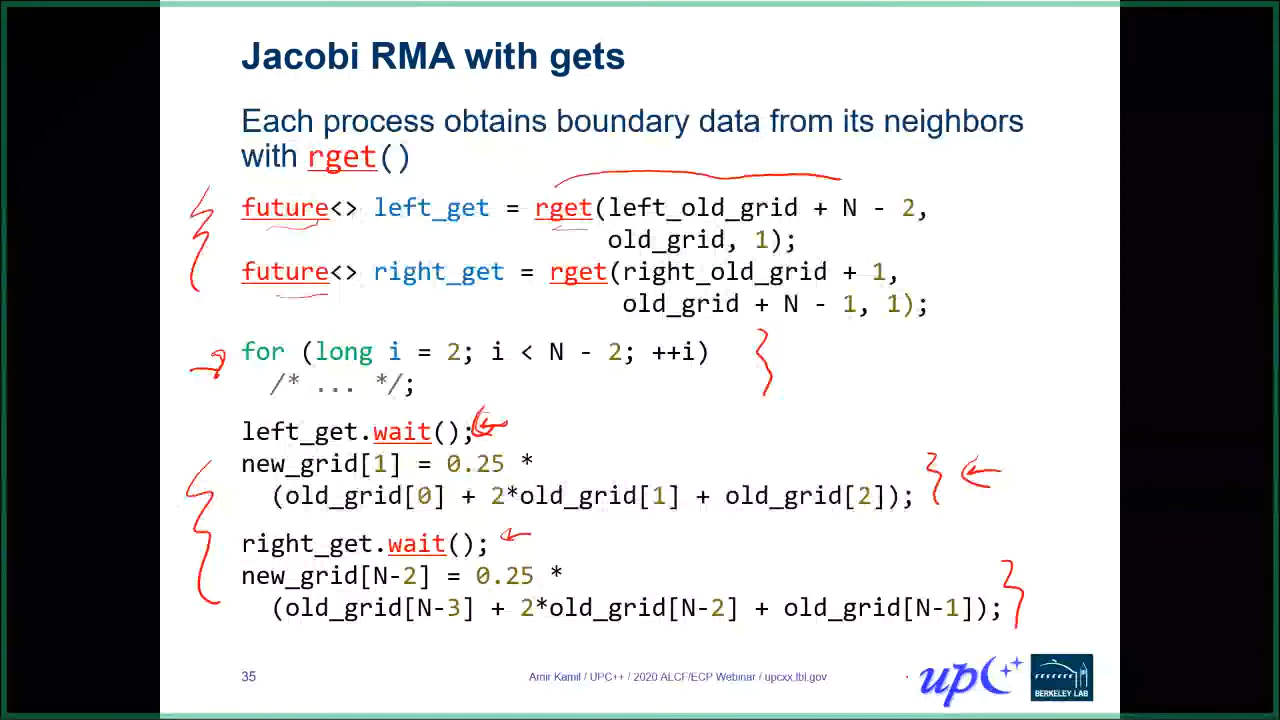 Jacobi RMA with gets
Each process obtains boundary data from its neighbors
with rget()
future<> left_get = rget(left_old_grid + N - 2,
old_grid, 1);
future<> right_get = rget(right_old_grid + 1,
old_grid + N - 1, 1);
for (long i = 2; i < N - 2; ++i)
/* ... */;
left_get.wait();
new_grid[1] = 0.25 *
(old_grid[0] + 2*old_grid[1] + old_grid[2]);
right_get.wait();
new_grid[N-2] = 0.25 *
(old_grid[N-3] + 2*old_grid[N-2] + old_grid[N-1]);
35
Amir Kamil / UPC++ / 2020 ALCF/ECP Webinar / upcxx.lbl.gov
upC++
BERKELEY LAB